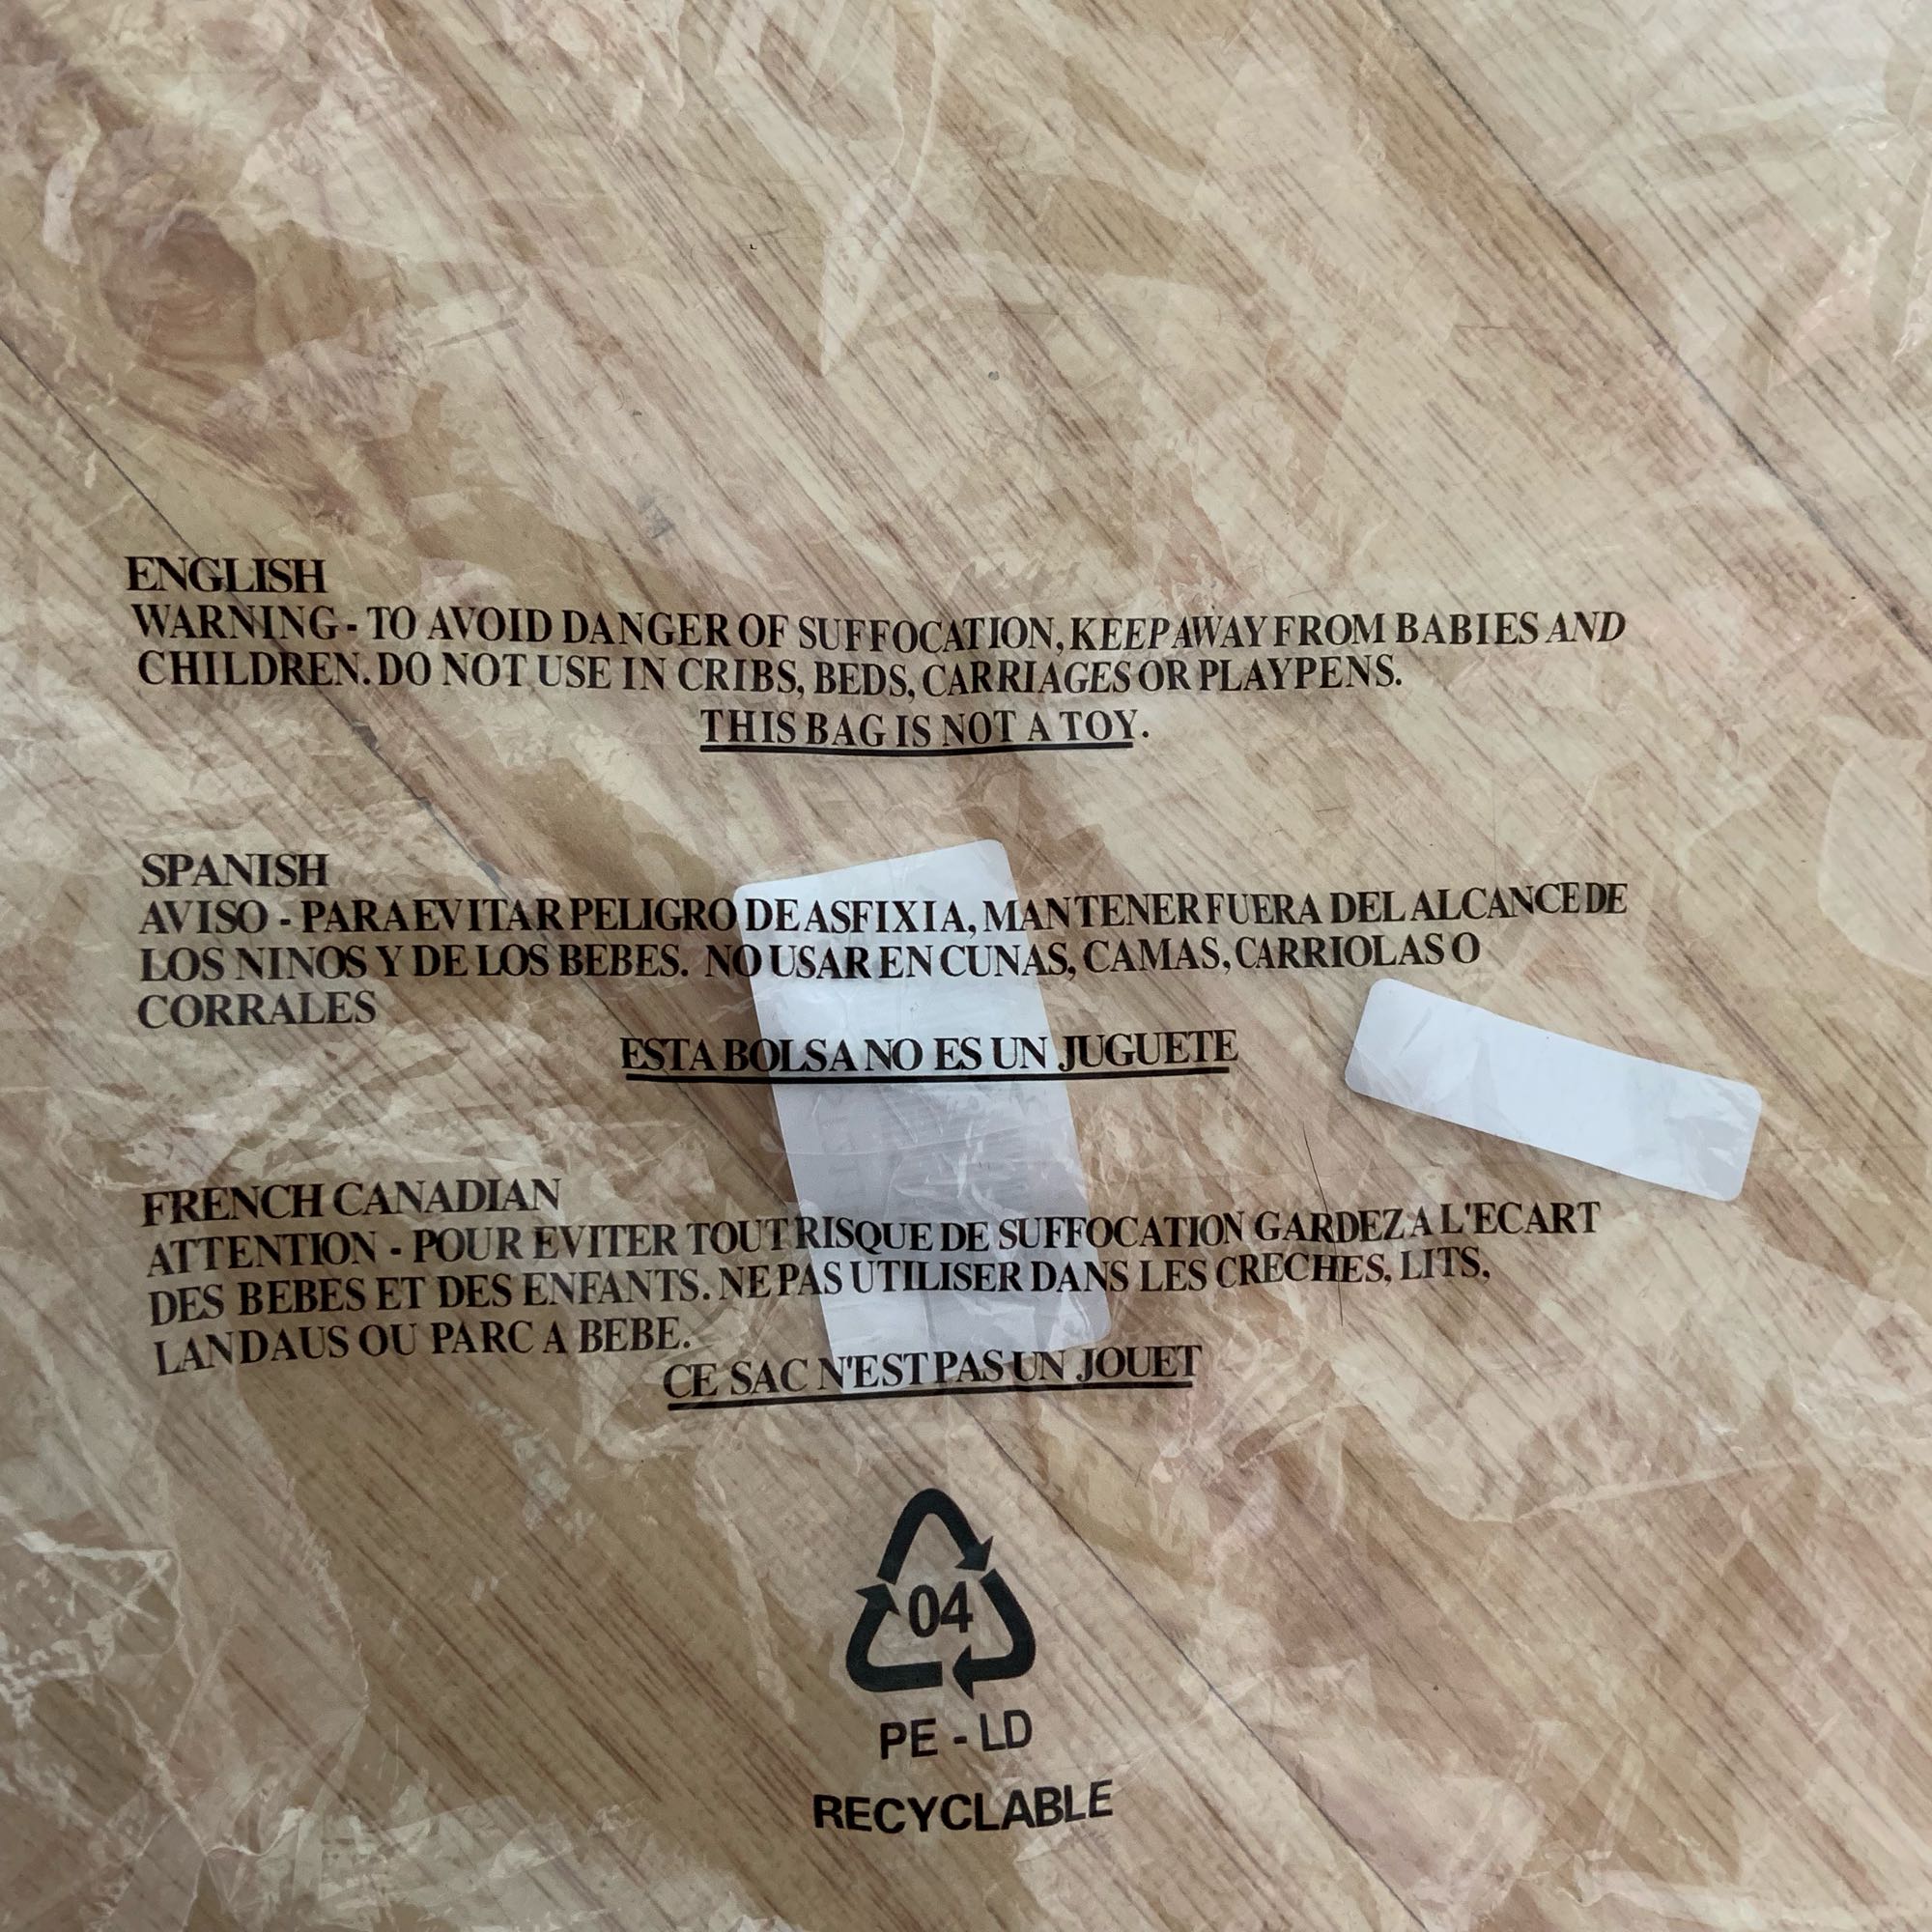 ENGLISH
WARNING - TO AVOID DANGER OF SUFFOCATION, KEEP AWAY FROM BABIES AND
CHILDREN. DO NOT USE IN CRIBS, BEDS, CARRIAGES OR PLAYPENS.
THIS BAG IS NOT A TOY.
SPANISH
AVISO - PARA EVITAR PELIGRO DE ASFIXIA, MANTENER FUERA DEL ALCANCE DE
LOS NINOS Y DE LOS BEBES. NO USAR EN CUNAS, CAMAS, CARRIOLAS O
CORRALES
ESTA BOLSA NO ES UN JUGUETE
FRENCH CANADIAN
ATTENTION - POUR EVITER TOUT RISQUE DE SUFFOCATION GARDEZ A L'ECART
DES BEBES ET DES ENFANTS. NE PAS UTILISER DANS LES CRECHES, LITS,
LANDAUS OU PARC A BEBE.
CE SAC N'EST PAS UN JOUET
04
PE - LD
RECYCLABLE